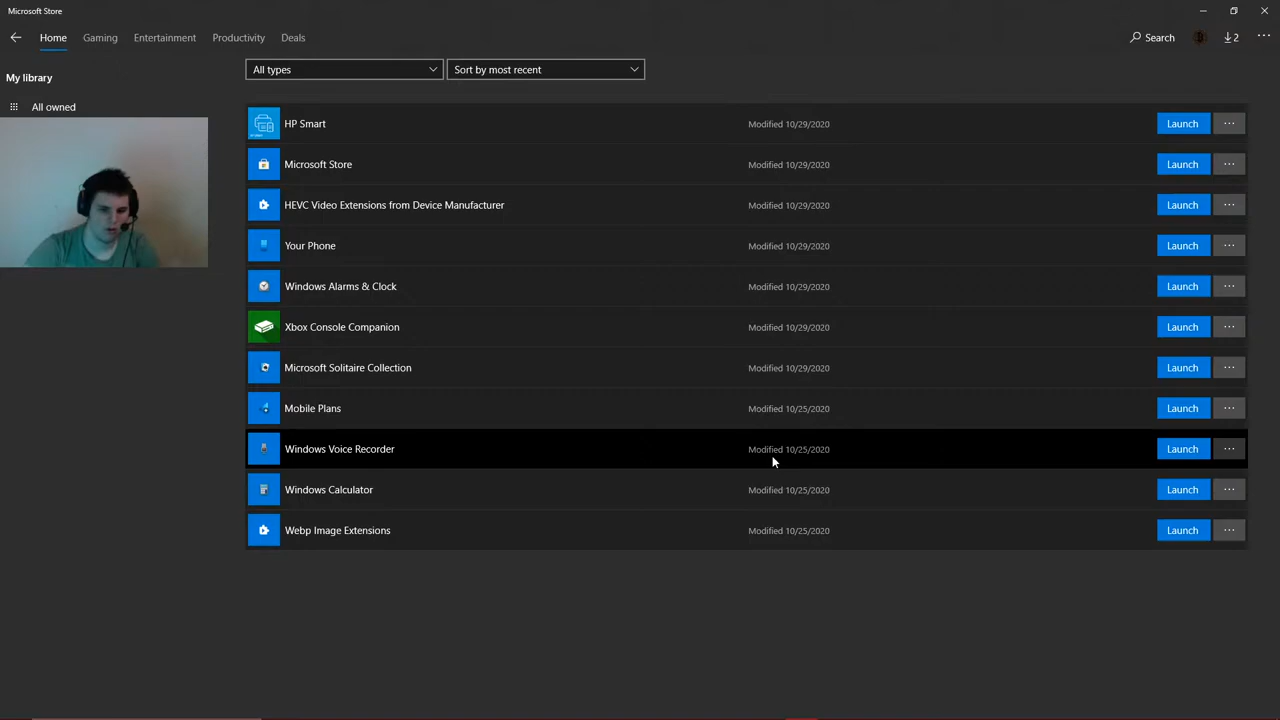 Microsoft Store
Home Gaming Entertainment Productivity Deals Search 2
My library
All types Sort by most recent
All owned
HP Smart Modified 10/29/2020 Launch
Microsoft Store Modified 10/29/2020 Launch
HEVC Video Extensions from Device Manufacturer Modified 10/29/2020 Launch
Your Phone Modified 10/29/2020 Launch
Windows Alarms & Clock Modified 10/29/2020 Launch
Xbox Console Companion Modified 10/29/2020 Launch
Microsoft Solitaire Collection Modified 10/29/2020 Launch
Mobile Plans Modified 10/25/2020 Launch
Windows Voice Recorder Modified 10/25/2020 Launch
Windows Calculator Modified 10/25/2020 Launch
Webp Image Extensions Modified 10/25/2020 Launch